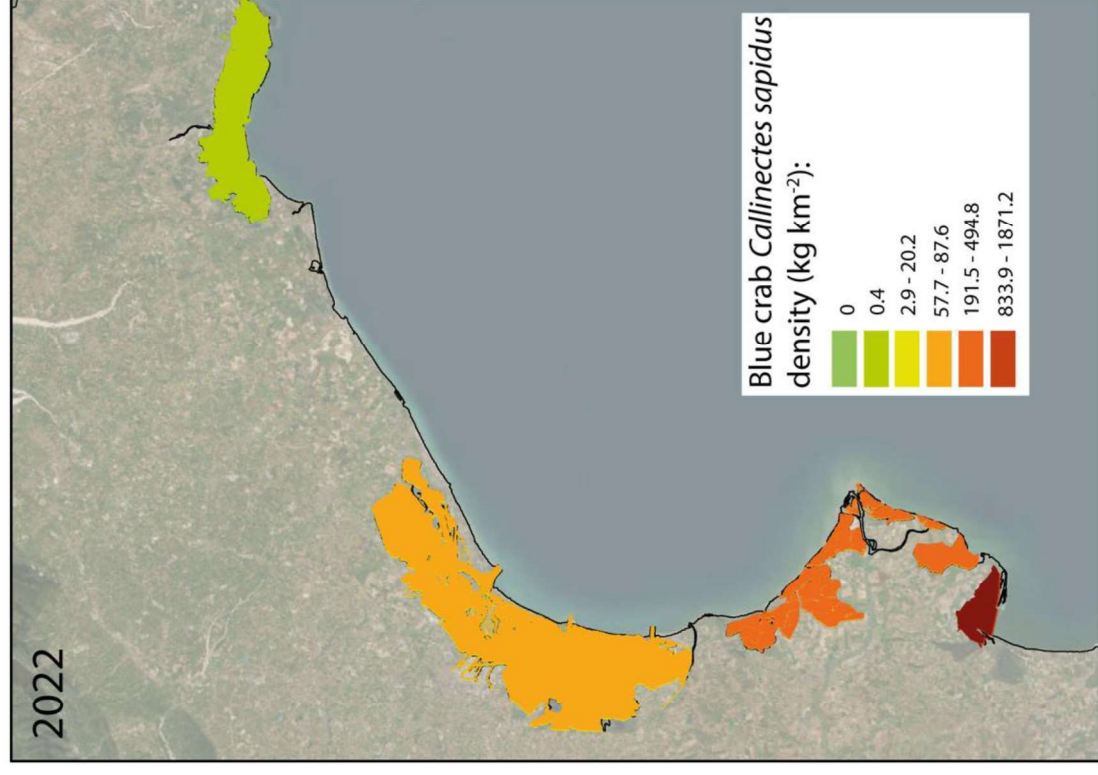 2022
Blue crab Callinectes sapidus
density (kg km-2):
0
0.4
2.9 - 20.2
57.7 - 87.6
191.5 - 494.8
833.9 - 1871.2